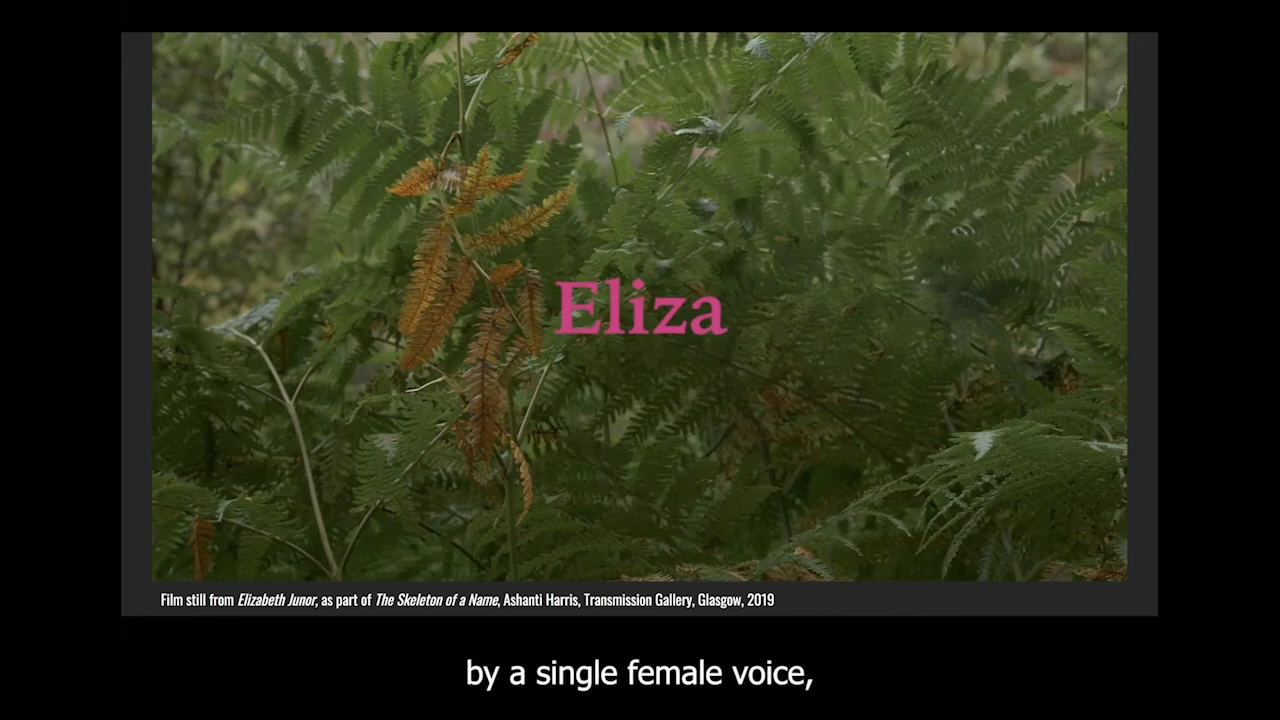 Eliza
Film still from Elizabeth Junor, as part of The Skeleton of a Name, Ashanti Harris, Transmission Gallery, Glasgow, 2019
by a single female voice,